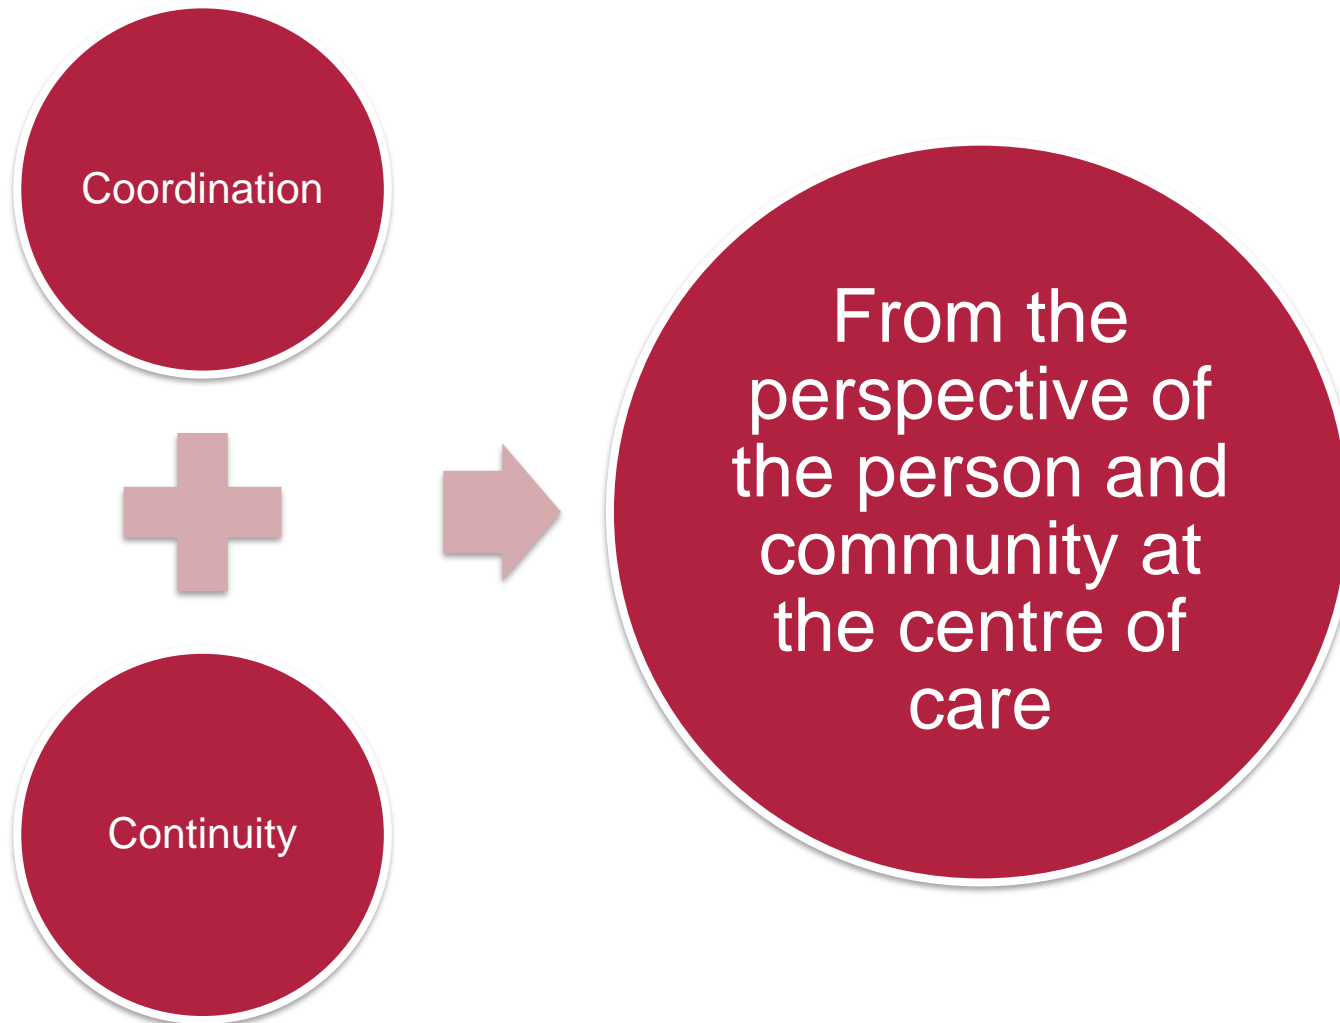 Coordination
Continuity
From the
perspective of
the person and
community at
the centre of
care